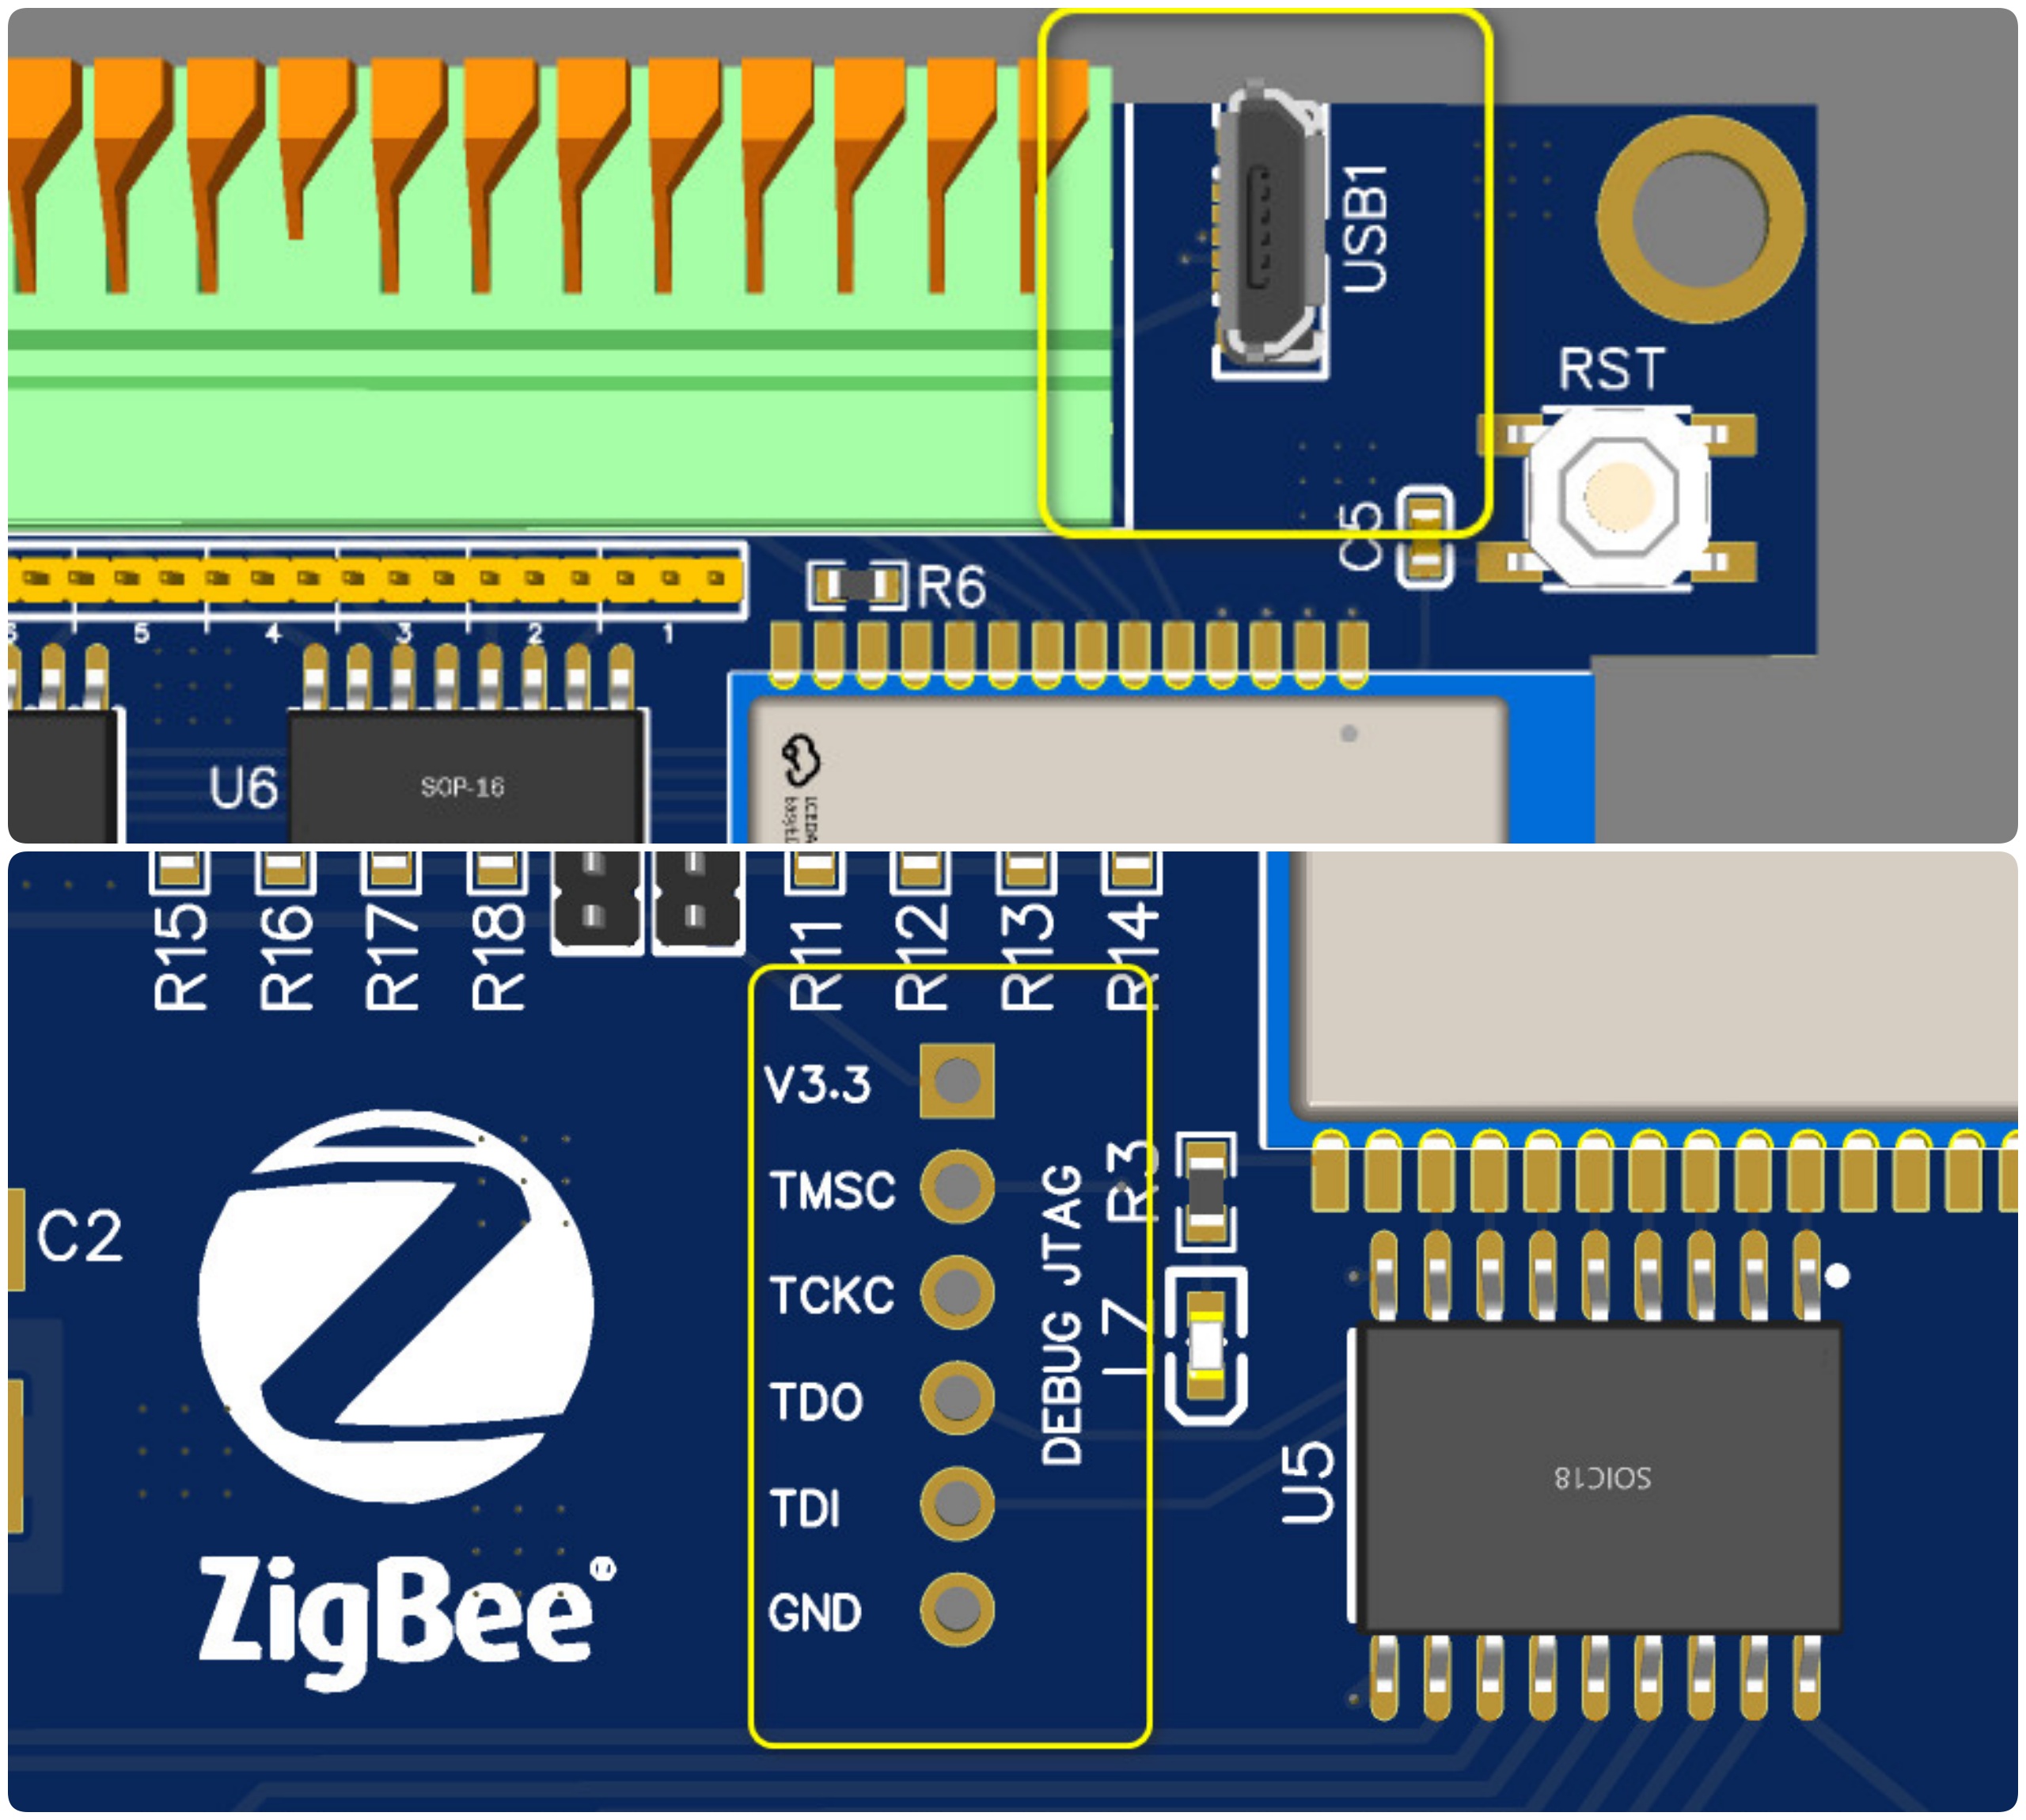 USB1
RST
C5
R6
5
4
3
2
1
U6
SOP-16
R15
R16
R17
R18
R11
R12
R13
R14
V3.3
TMSC
TCKC
TDO
TDI
GND
DEBUG JTAG
R3
L7
C2
U5
SOIC18
ZigBee®